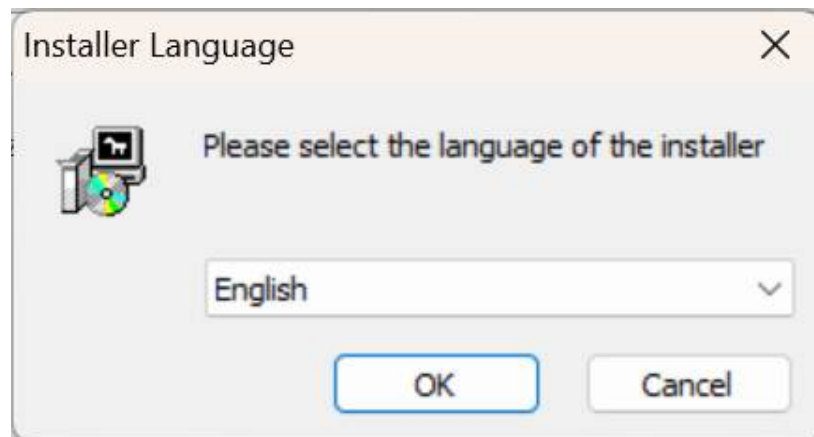 Installer Language
Please select the language of the installer
English
OK
Cancel